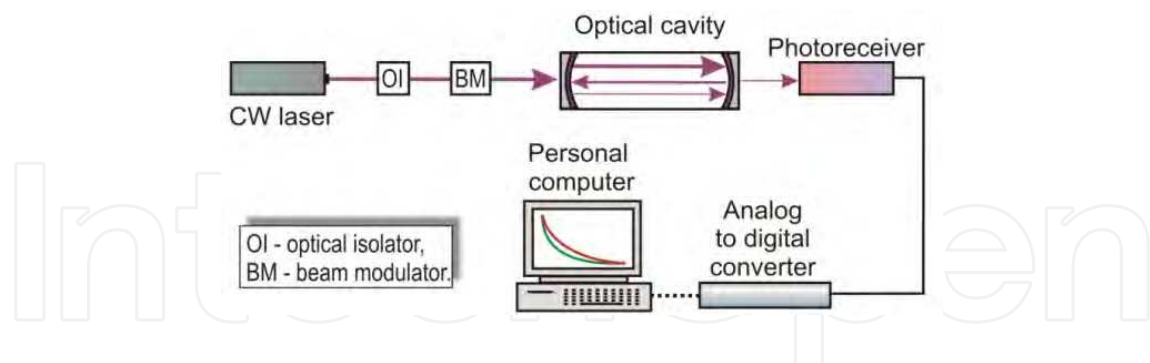 Optical cavity
Photoreceiver
OI
BM
CW laser
Personal
computer
Analog
to digital
converter
OI - optical isolator,
BM - beam modulator.
IntechOpen